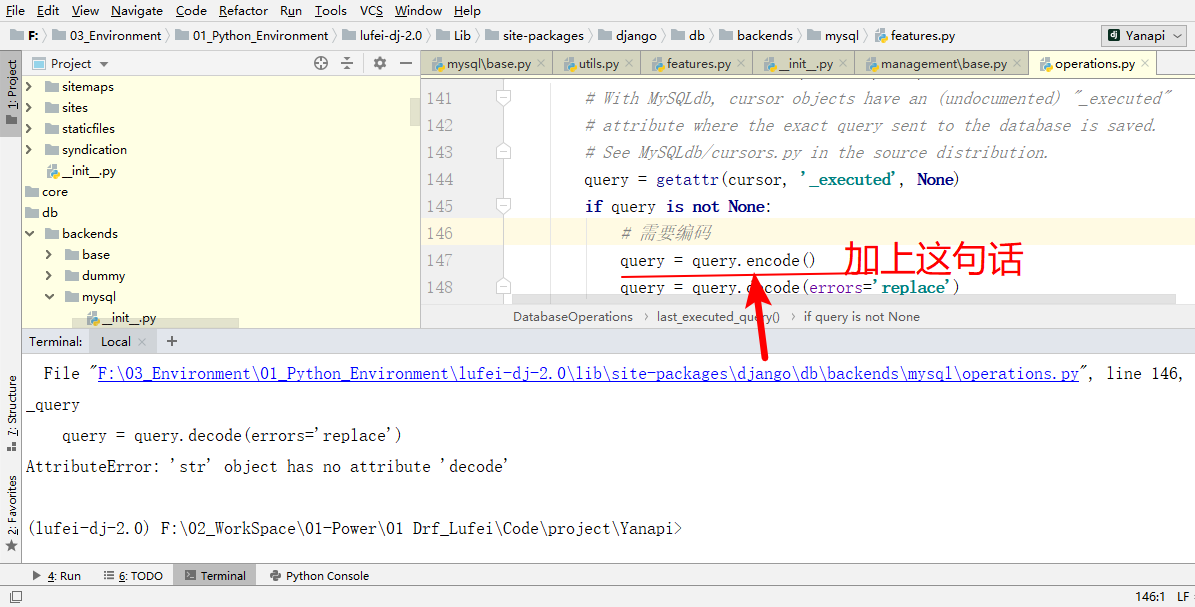 File Edit View Navigate Code Refactor Run Tools VCS Window Help
F: 03_Environment 01_Python_Environment lufei-dj-2.0 Lib site-packages django db backends mysql features.py Yanapi
Project
mysql\base.py utils.py features.py __init__.py management\base.py operations.py
1: Project
sitemaps
sites
staticfiles
syndication
__init__.py
core
db
backends
base
dummy
mysql
__init__.py
141 # With MySQLdb, cursor objects have an (undocumented) "_executed"
142 # attribute where the exact query sent to the database is saved.
143 # See MySQLdb/cursors.py in the source distribution.
144 query = getattr(cursor, '_executed', None)
145 if query is not None:
146 # 需要编码
147 query = query.encode() 加上这句话
148 query = query.decode(errors='replace')
DatabaseOperations › last_executed_query() › if query is not None
Terminal: Local × +
File "F:\03_Environment\01_Python_Environment\lufei-dj-2.0\lib\site-packages\django\db\backends\mysql\operations.py", line 146,
_query
query = query.decode(errors='replace')
AttributeError: 'str' object has no attribute 'decode'
(lufei-dj-2.0) F:\02_WorkSpace\01-Power\01 Drf_Lufei\Code\project\Yanapi>
7: Structure
2: Favorites
4: Run 6: TODO Terminal Python Console
146:1 LF